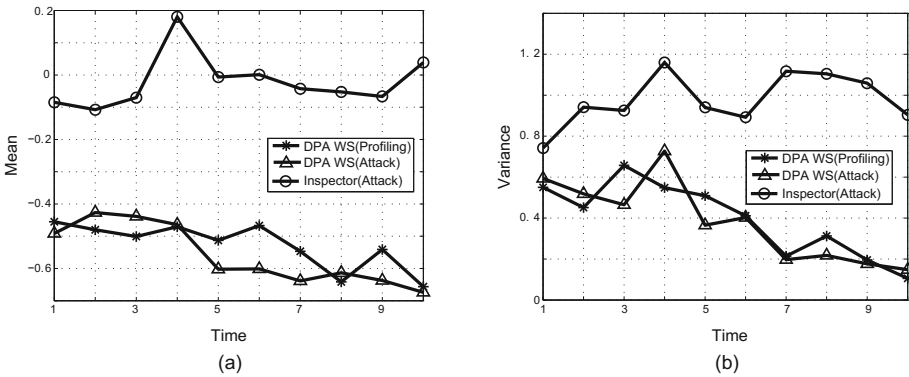 0.2
0
−0.2
−0.4
−0.6
Mean
DPA WS(Profiling)
DPA WS(Attack)
Inspector(Attack)
1 3 5 7 9
Time
(a)
1.2
0.8
0.4
0
Variance
DPA WS(Profiling)
DPA WS(Attack)
Inspector(Attack)
1 3 5 7 9
Time
(b)